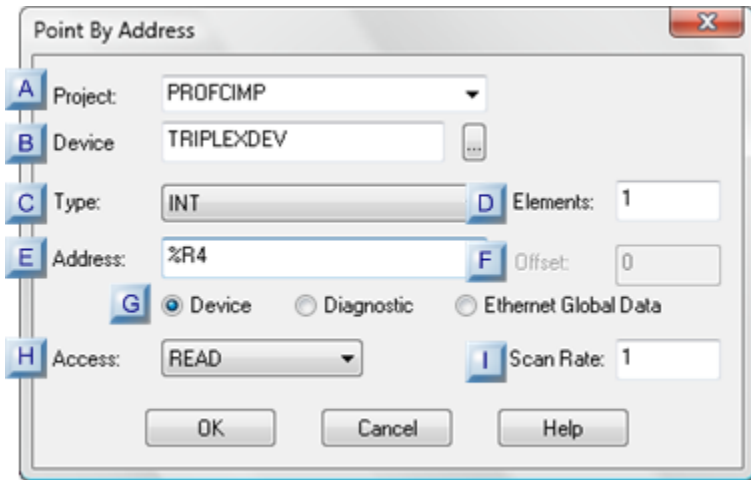 Point By Address
A Project: PROFCIMP
B Device TRIPLEXDEV ...
C Type: INT D Elements: 1
E Address: %R4 F Offset: 0
G Device Diagnostic Ethernet Global Data
H Access: READ I Scan Rate: 1
OK Cancel Help